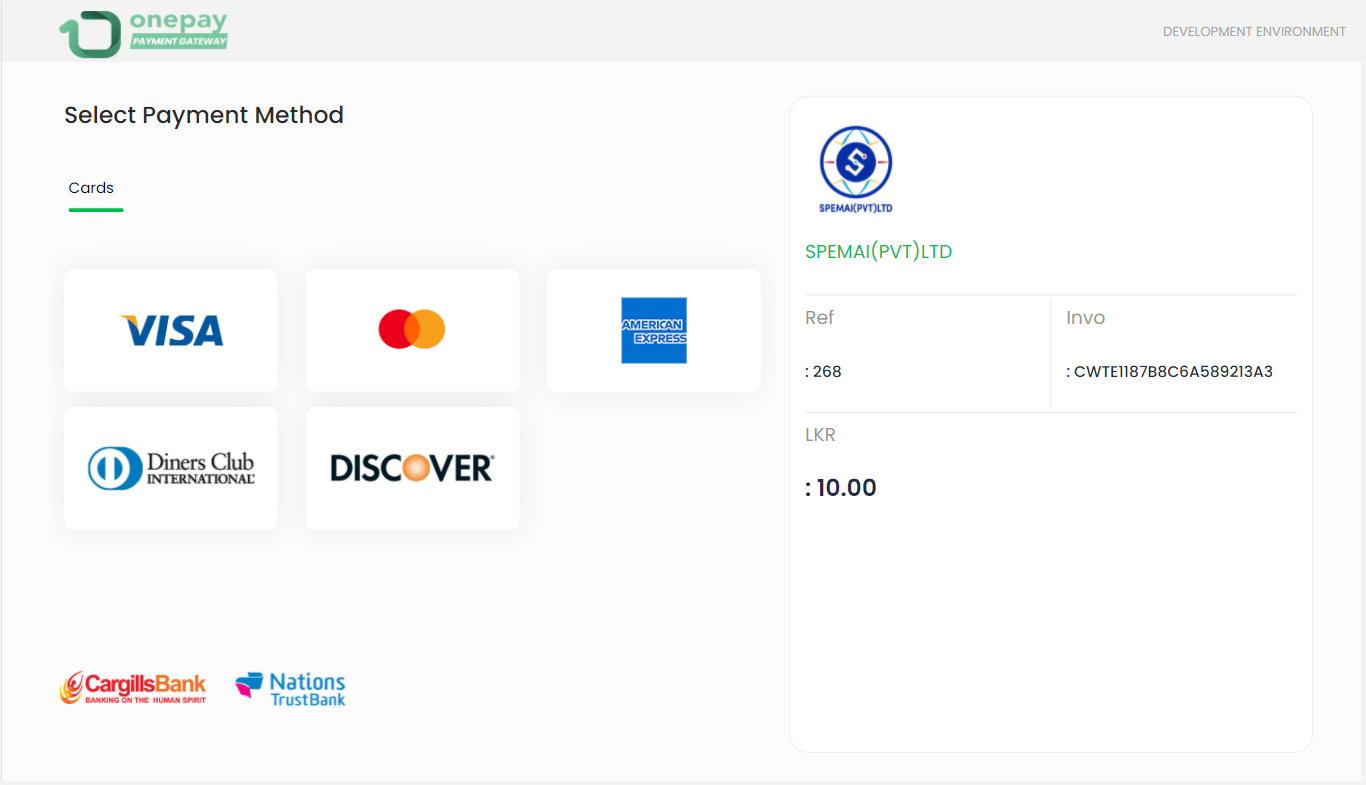 onepay
PAYMENT GATEWAY
DEVELOPMENT ENVIRONMENT
Select Payment Method
Cards
VISA
AMERICAN
EXPRESS
Diners Club
INTERNATIONAL®
DISCOVER®
CargillsBank
BANKING ON THE HUMAN SPIRIT
Nations
TrustBank
SPEMAI(PVT)LTD
SPEMAI(PVT)LTD
Ref
: 268
Invo
: CWTE1187B8C6A589213A3
LKR
: 10.00